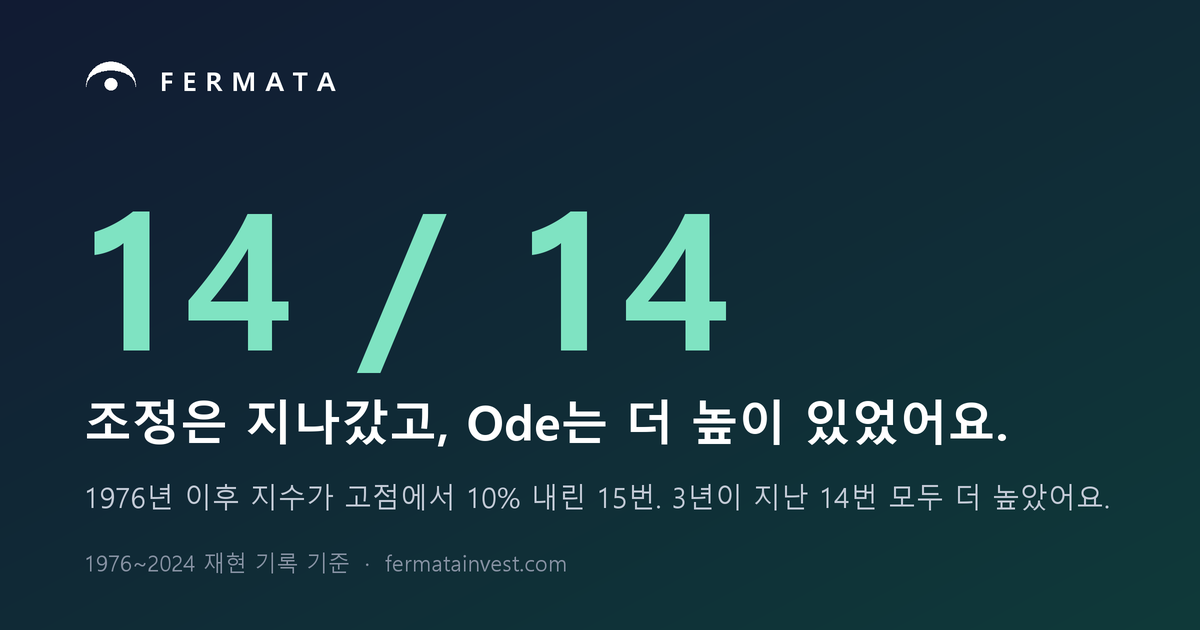 FERMATA
14 / 14
조정은 지나갔고, Ode는 더 높이 있었어요.
1976년 이후 지수가 고점에서 10% 내린 15번. 3년이 지난 14번 모두 더 높았어요.
1976~2024 재현 기록 기준 · fermatainvest.com